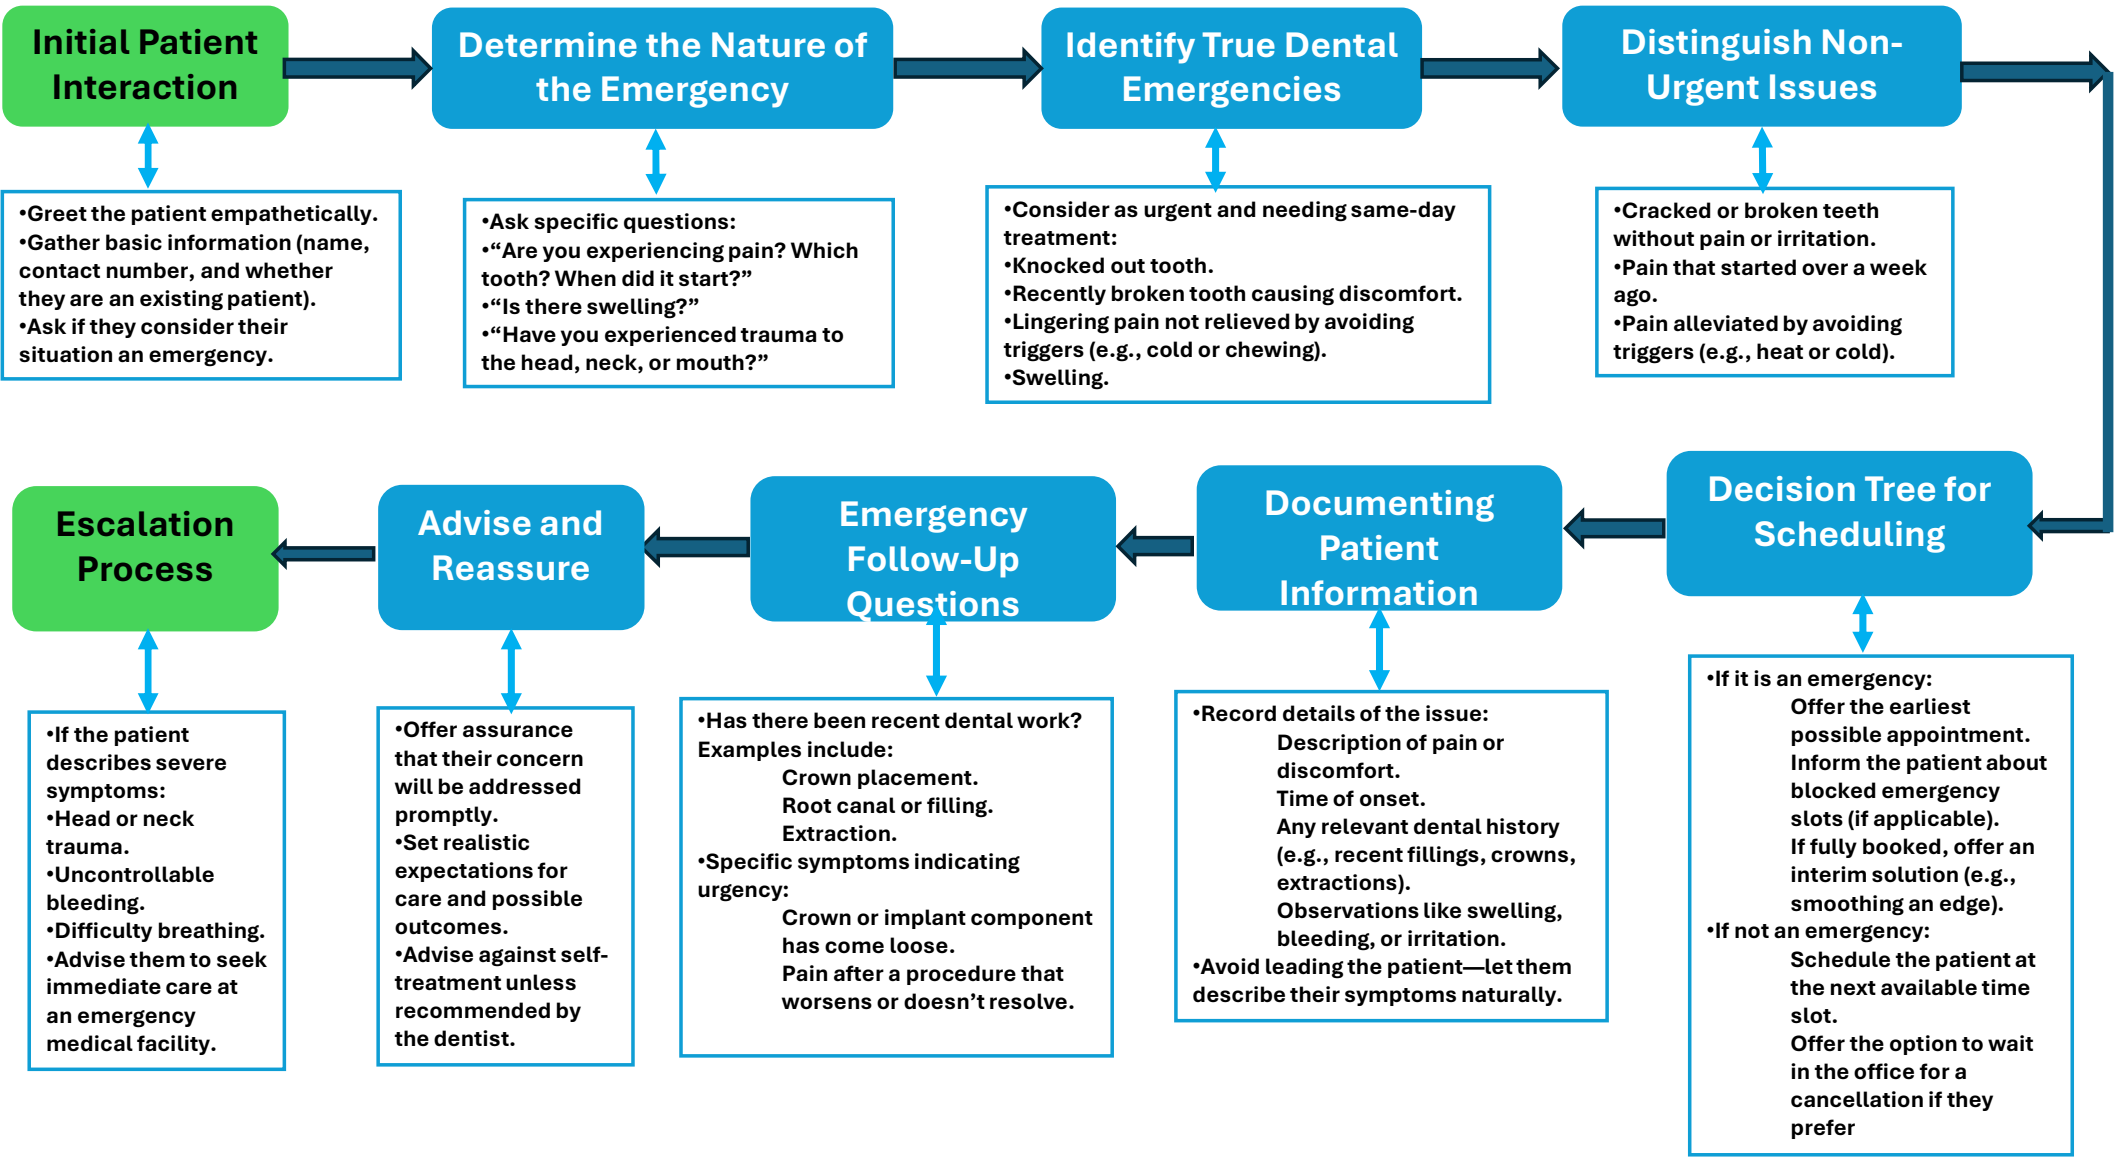 Initial Patient
Interaction
Determine the Nature of
the Emergency
Identify True Dental
Emergencies
Distinguish Non-
Urgent Issues
•Greet the patient empathetically.
•Gather basic information (name,
contact number, and whether
they are an existing patient).
•Ask if they consider their
situation an emergency.
•Ask specific questions:
•“Are you experiencing pain? Which
tooth? When did it start?”
•“Is there swelling?”
•“Have you experienced trauma to
the head, neck, or mouth?”
•Consider as urgent and needing same-day
treatment:
•Knocked out tooth.
•Recently broken tooth causing discomfort.
•Lingering pain not relieved by avoiding
triggers (e.g., cold or chewing).
•Swelling.
•Cracked or broken teeth
without pain or irritation.
•Pain that started over a week
ago.
•Pain alleviated by avoiding
triggers (e.g., heat or cold).
Decision Tree for
Scheduling
Documenting
Patient
Information
Emergency
Follow-Up
Questions
Advise and
Reassure
Escalation
Process
•If it is an emergency:
Offer the earliest
possible appointment.
Inform the patient about
blocked emergency
slots (if applicable).
If fully booked, offer an
interim solution (e.g.,
smoothing an edge).
•If not an emergency:
Schedule the patient at
the next available time
slot.
Offer the option to wait
in the office for a
cancellation if they
prefer
•Record details of the issue:
Description of pain or
discomfort.
Time of onset.
Any relevant dental history
(e.g., recent fillings, crowns,
extractions).
Observations like swelling,
bleeding, or irritation.
•Avoid leading the patient—let them
describe their symptoms naturally.
•Has there been recent dental work?
Examples include:
Crown placement.
Root canal or filling.
Extraction.
•Specific symptoms indicating
urgency:
Crown or implant component
has come loose.
Pain after a procedure that
worsens or doesn’t resolve.
•Offer assurance
that their concern
will be addressed
promptly.
•Set realistic
expectations for
care and possible
outcomes.
•Advise against self-
treatment unless
recommended by
the dentist.
•If the patient
describes severe
symptoms:
•Head or neck
trauma.
•Uncontrollable
bleeding.
•Difficulty breathing.
•Advise them to seek
immediate care at
an emergency
medical facility.